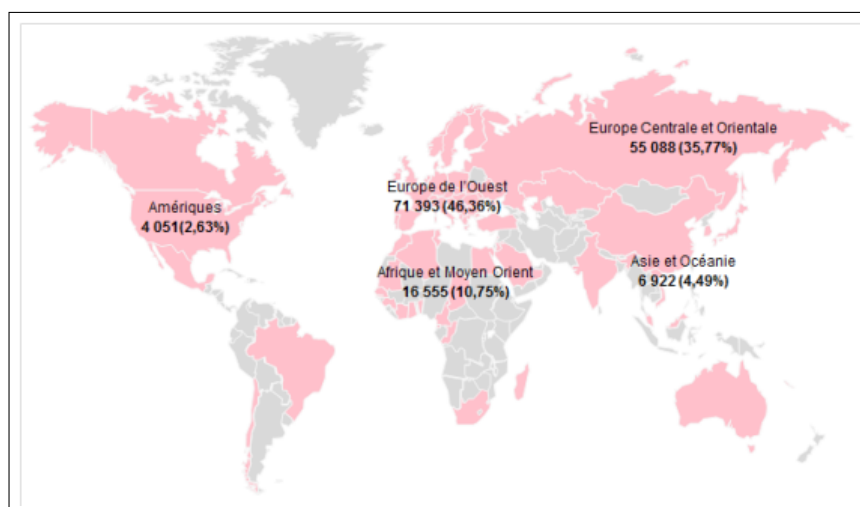 Europe Centrale et Orientale
55 088 (35,77%)
Europe de l'Ouest
71 393 (46,36%)
Amériques
4 051(2,63%)
Asie et Océanie
6 922 (4,49%)
Afrique et Moyen Orient
16 555 (10,75%)